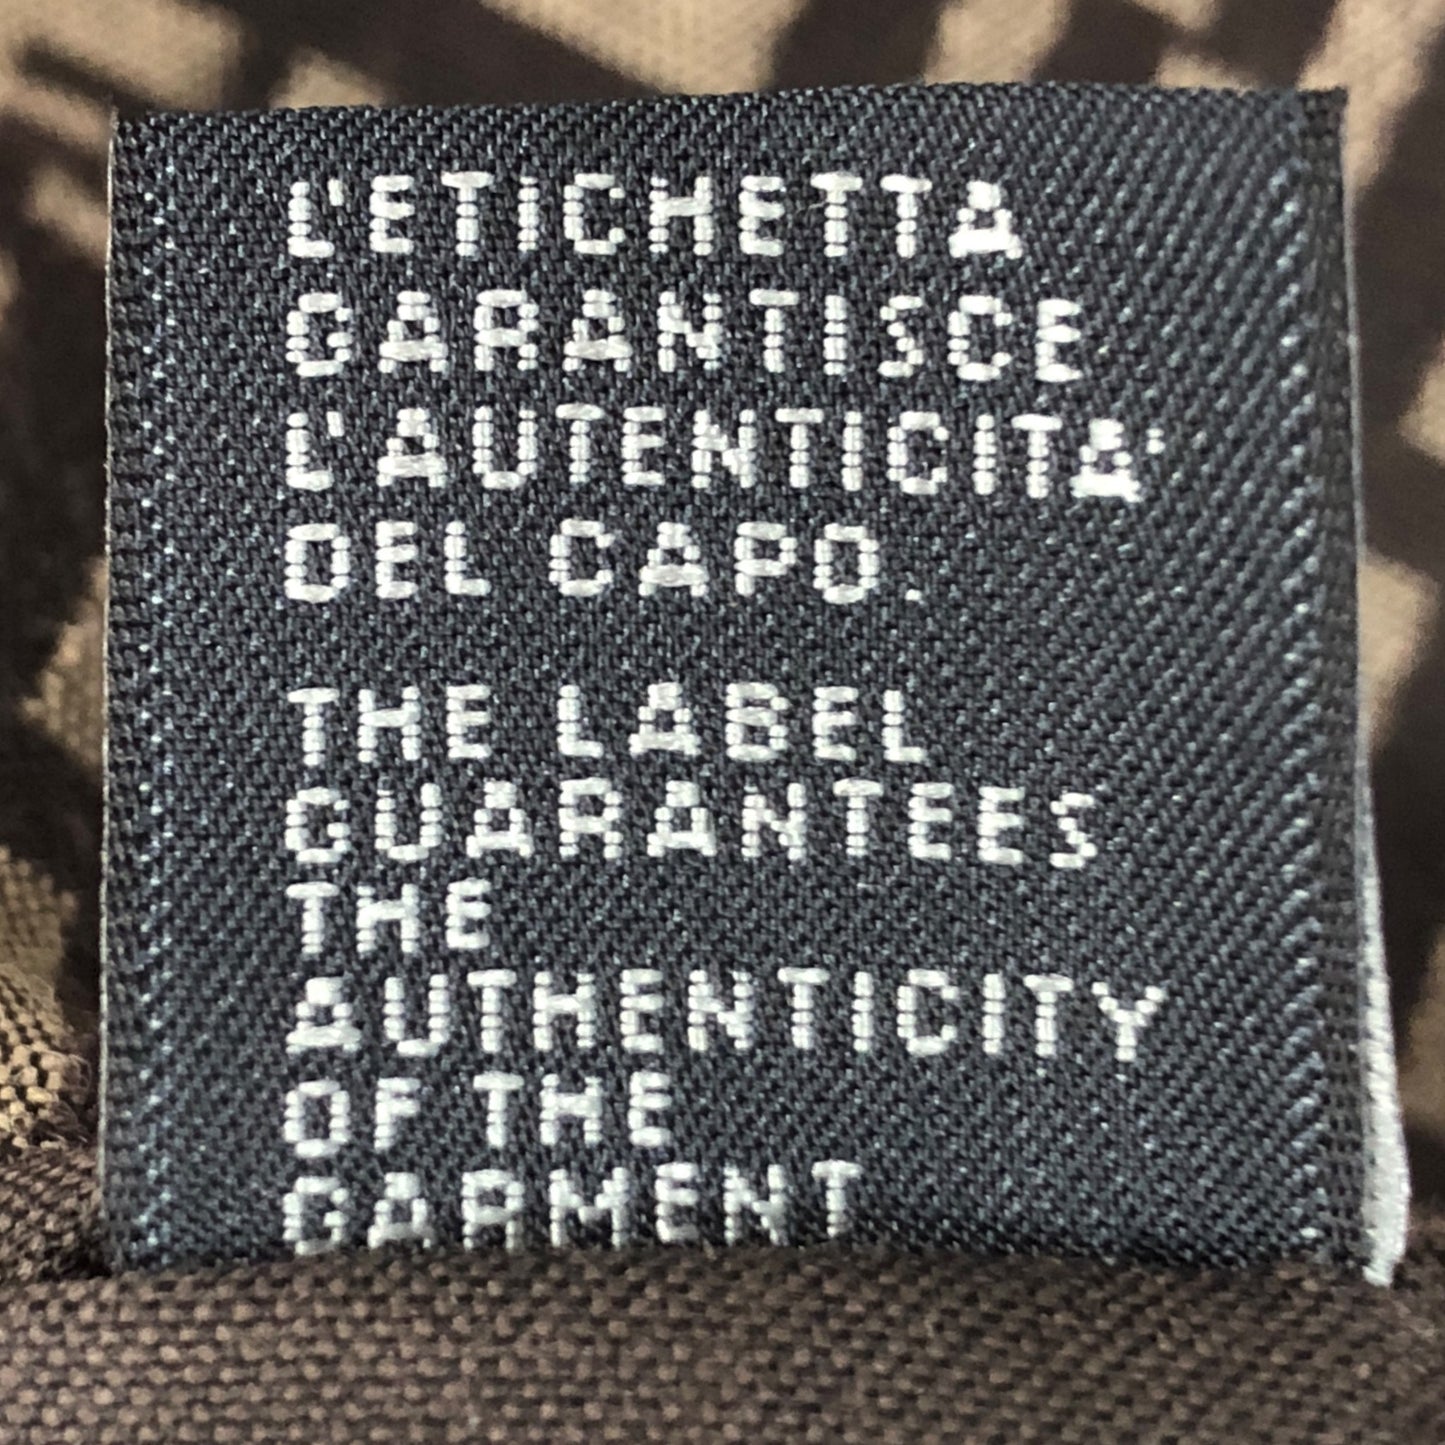 L'ETICHETTA
GARANTISCE
L'AUTENTICITA'
DEL CAPO.
THE LABEL
GUARANTEES
THE
AUTHENTICITY
OF THE
GARMENT